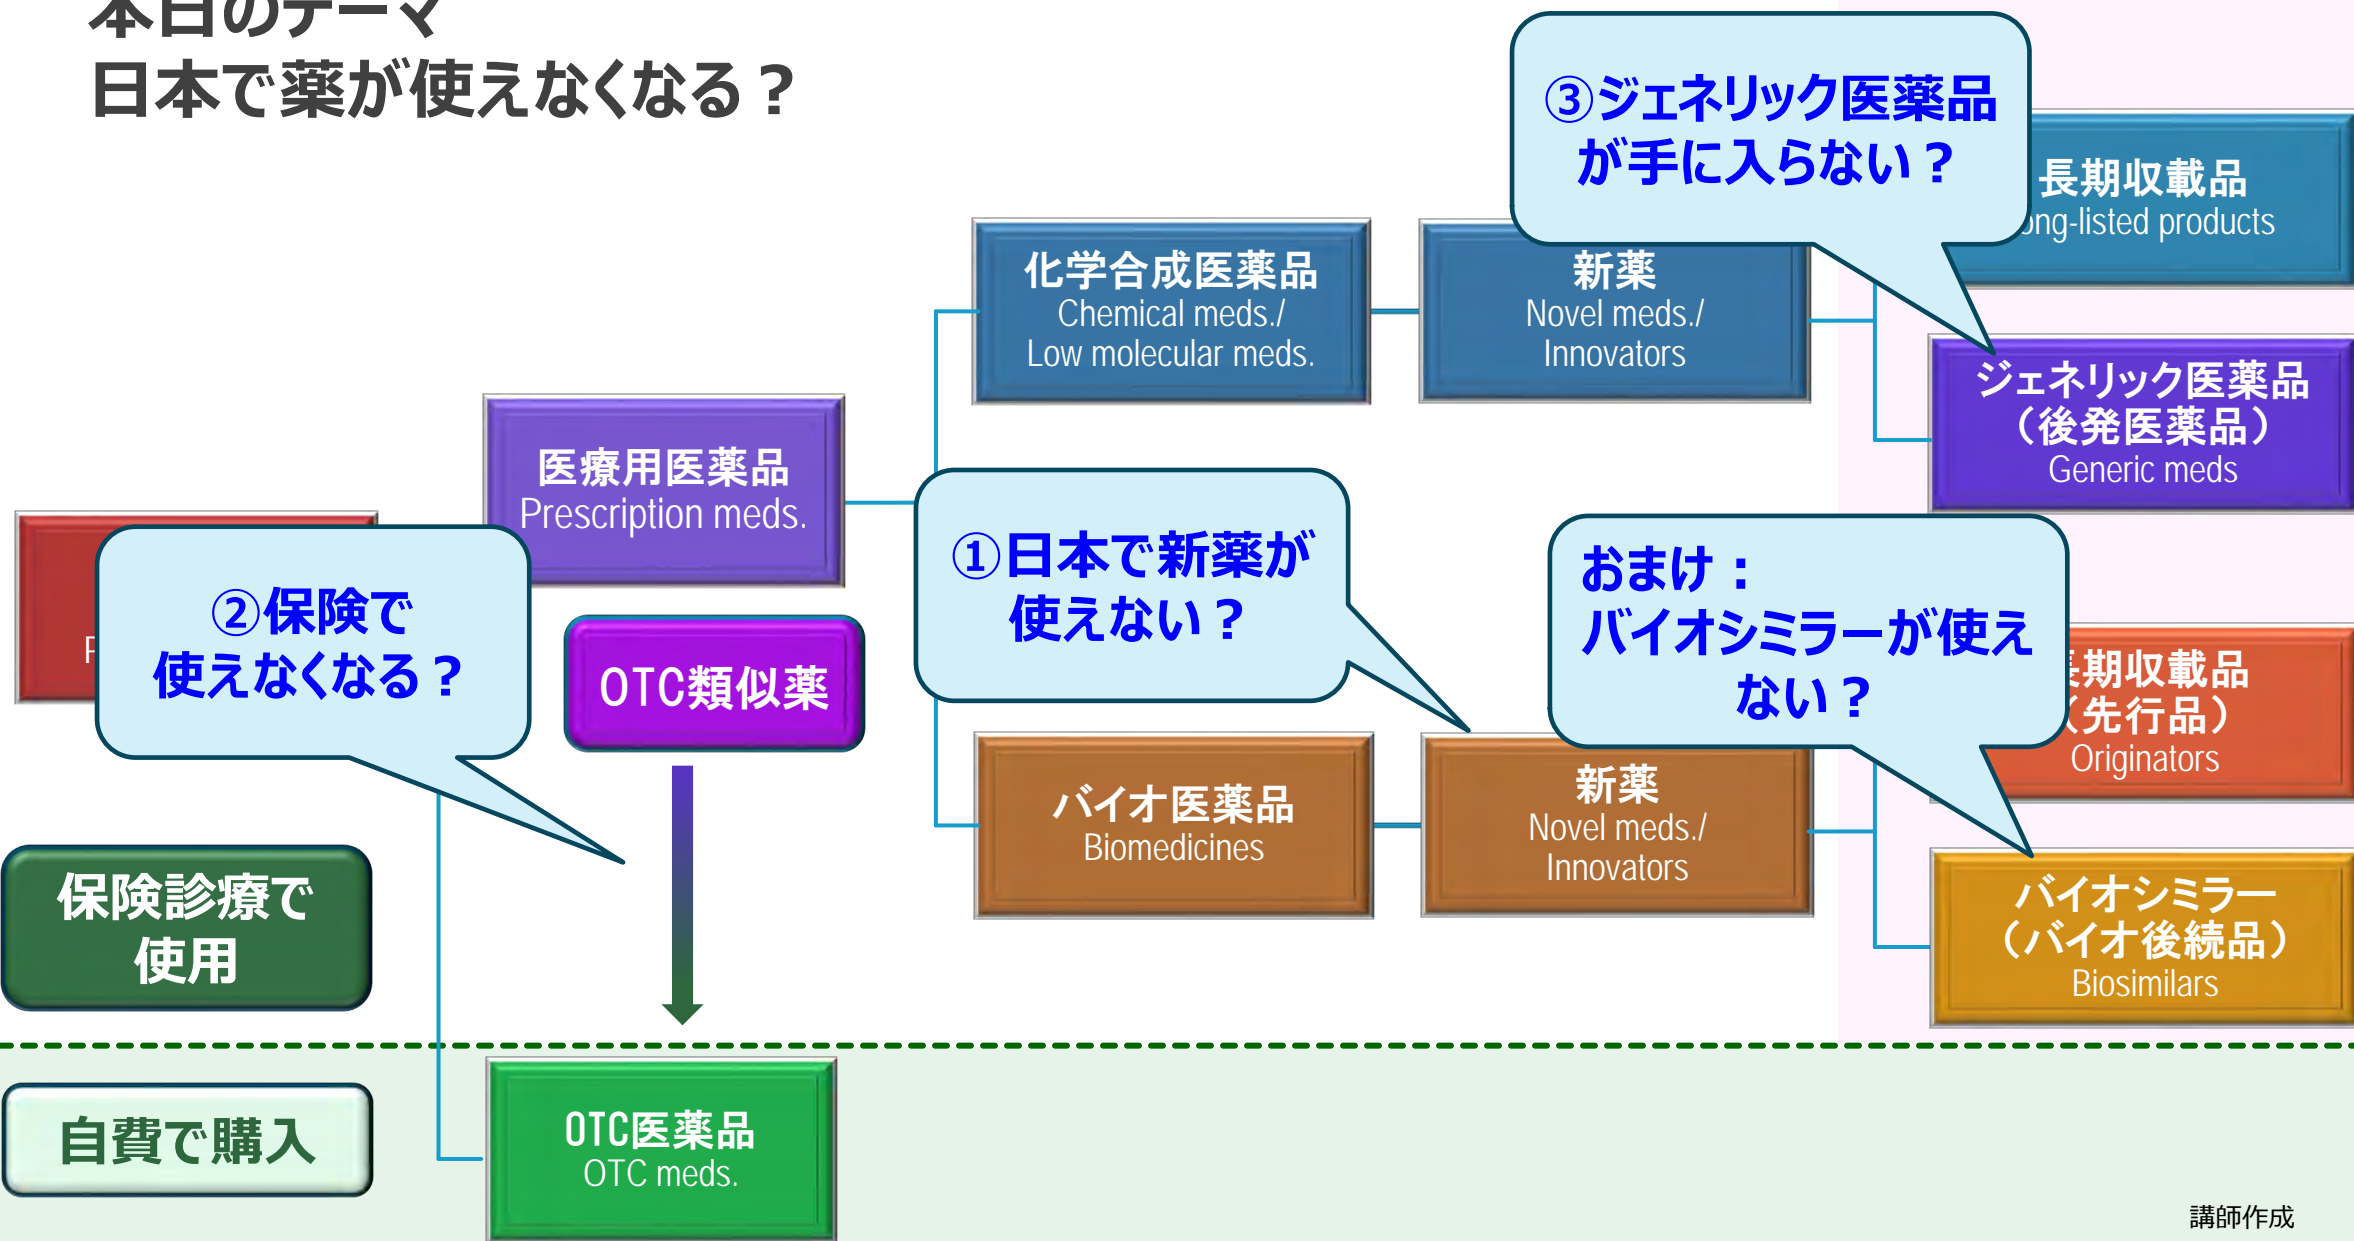 本日のテーマ
日本で薬が使えなくなる？
③ジェネリック医薬品
が手に入らない？
長期収載品
ng-listed products
化学合成医薬品
Chemical meds./
Low molecular meds.
新薬
Novel meds./
Innovators
ジェネリック医薬品
（後発医薬品）
Generic meds
医療用医薬品
Prescription meds.
②保険で
使えなくなる？
OTC類似薬
①日本で新薬が
使えない？
おまけ：
バイオシミラーが使え
ない？
期収載品
（先行品）
Originators
バイオ医薬品
Biomedicines
新薬
Novel meds./
Innovators
バイオシミラー
（バイオ後続品）
Biosimilars
保険診療で
使用
自費で購入
OTC医薬品
OTC meds.
講師作成